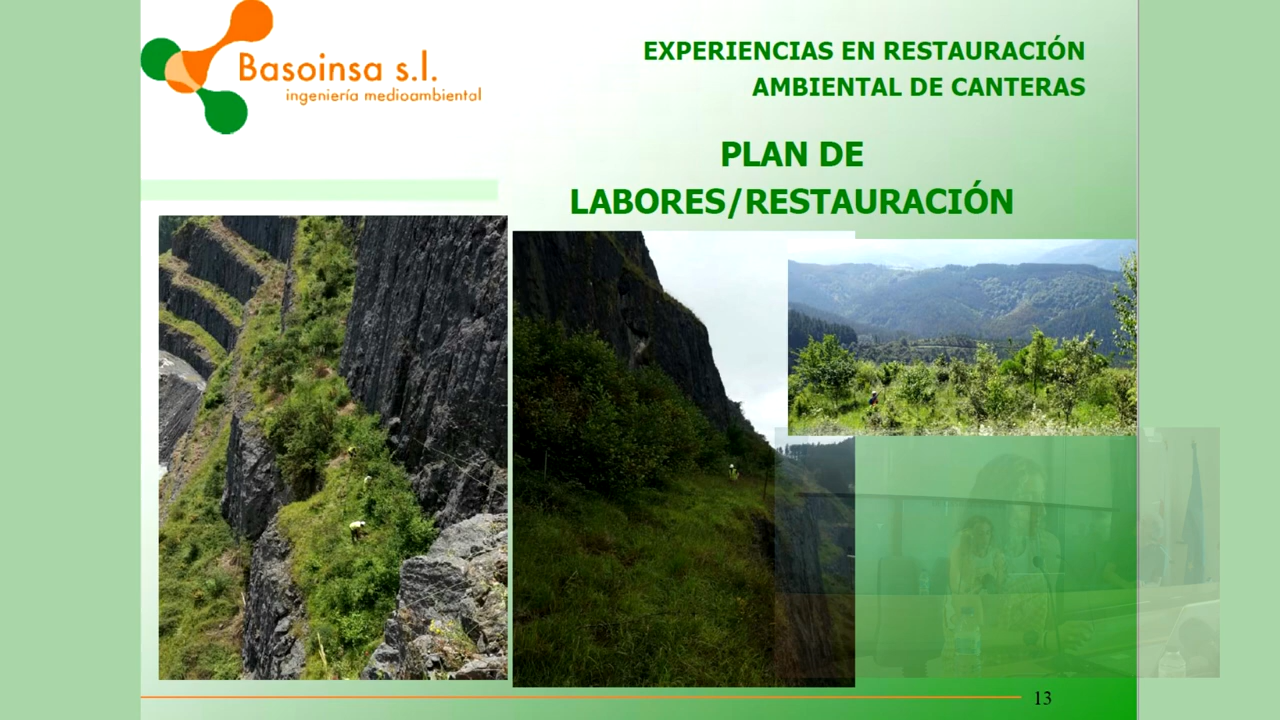 Basoinsa s.l.
ingeniería medioambiental
EXPERIENCIAS EN RESTAURACIÓN
AMBIENTAL DE CANTERAS
PLAN DE
LABORES/RESTAURACIÓN
13